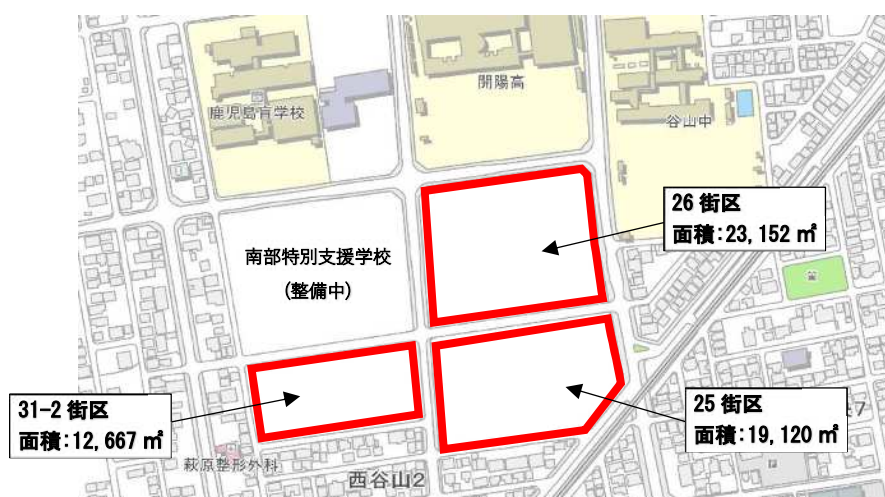 開陽高
鹿児島盲学校
谷山中
26 街区
面積:23,152 ㎡
南部特別支援学校
(整備中)
31-2 街区
面積:12,667 ㎡
25 街区
面積:19,120 ㎡
萩原整形外科
西谷山2
7